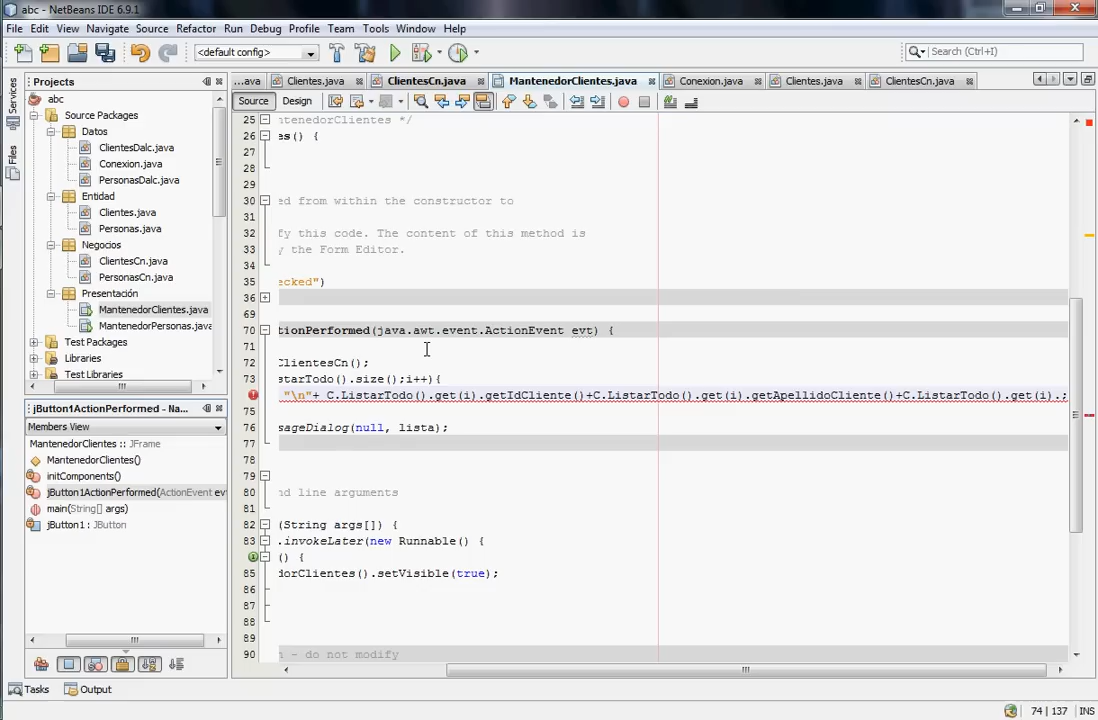 abc - NetBeans IDE 6.9.1
File Edit View Navigate Source Refactor Run Debug Profile Team Tools Window Help
<default config>
Search (Ctrl+I)
Projects
...ava Clientes.java ClientesCn.java MantenedorClientes.java Conexion.java Clientes.java ClientesCn.java
Source Design
Services
Files
abc
Source Packages
Datos
ClientesDalc.java
Conexion.java
PersonasDalc.java
Entidad
Clientes.java
Personas.java
Negocios
ClientesCn.java
PersonasCn.java
Presentación
MantenedorClientes.java
MantenedorPersonas.java
Test Packages
Libraries
Test Libraries
jButton1ActionPerformed - Na...
Members View
MantenedorClientes :: JFrame
MantenedorClientes()
initComponents()
jButton1ActionPerformed(ActionEvent ev
main(String[] args)
jButton1 : JButton
25 ntenedorClientes */
26 es() {
27
28
29
30 ed from within the constructor to
31
32 fy this code. The content of this method is
33 y the Form Editor.
34
35 ecked")
36
69
70 tionPerformed(java.awt.event.ActionEvent evt) {
71
72 ClientesCn();
73 starTodo().size();i++){
"\n"+ C.ListarTodo().get(i).getIdCliente()+C.ListarTodo().get(i).getApellidoCliente()+C.ListarTodo().get(i).;
75
76 sageDialog(null, lista);
77
78
79
80 nd line arguments
81
82 (String args[]) {
83 .invokeLater(new Runnable() {
() {
85 dorClientes().setVisible(true);
86
87
88
89
90 n - do not modify
Tasks Output
74 | 137 INS